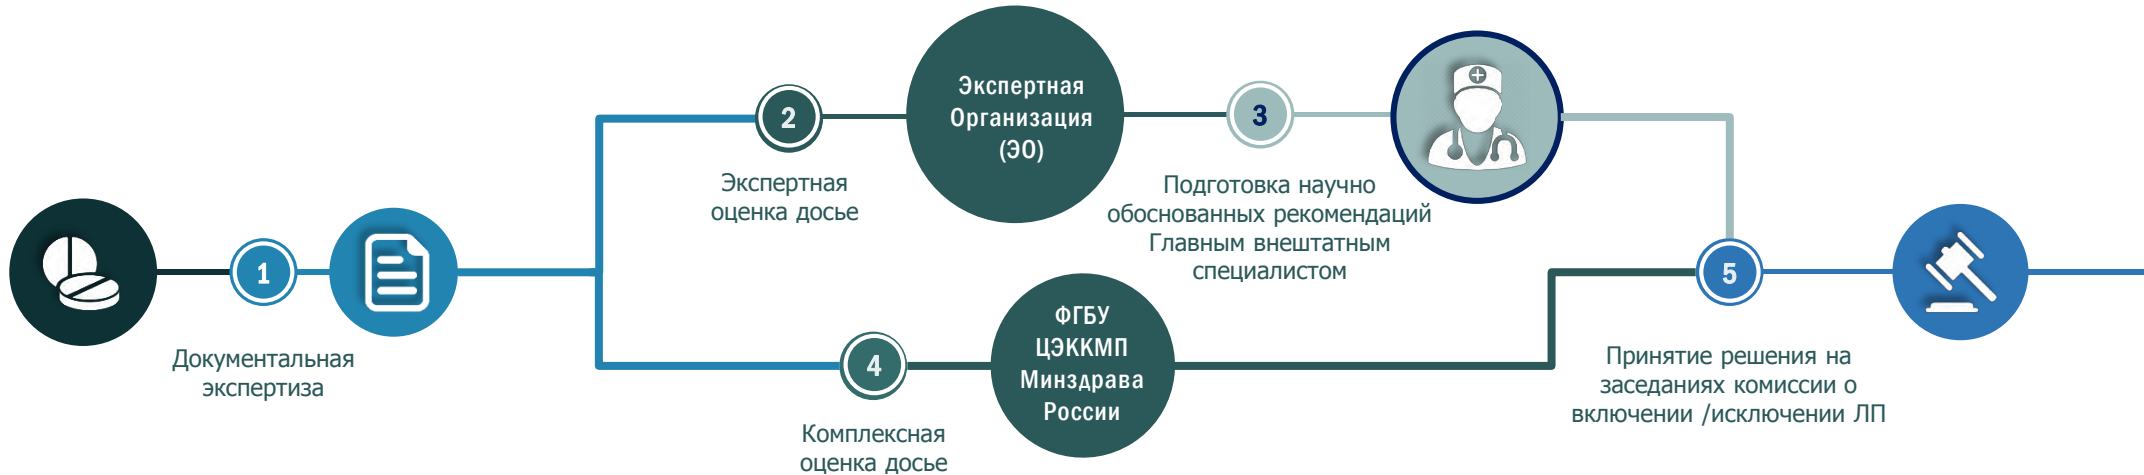 1
Документальная
экспертиза
2
Экспертная
оценка досье
Экспертная
Организация
(ЭО)
3
Подготовка научно
обоснованных рекомендаций
Главным внештатным
специалистом
4
Комплексная
оценка досье
ФГБУ
ЦЭККМП
Минздрава
России
5
Принятие решения на
заседаниях комиссии о
включении /исключении ЛП